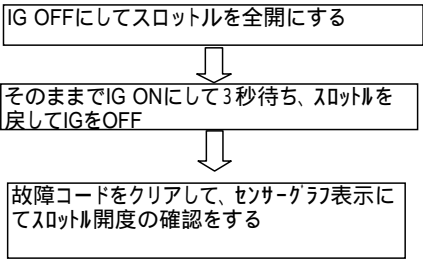 IG OFFにしてスロットルを全開にする
そのままでIG ONにして3秒待ち、ｽﾛｯﾄﾙを
戻してIGをOFF
故障コードをクリアして、ｾﾝｻｰｸﾞﾗﾌ表示に
てｽﾛｯﾄﾙ開度の確認をする